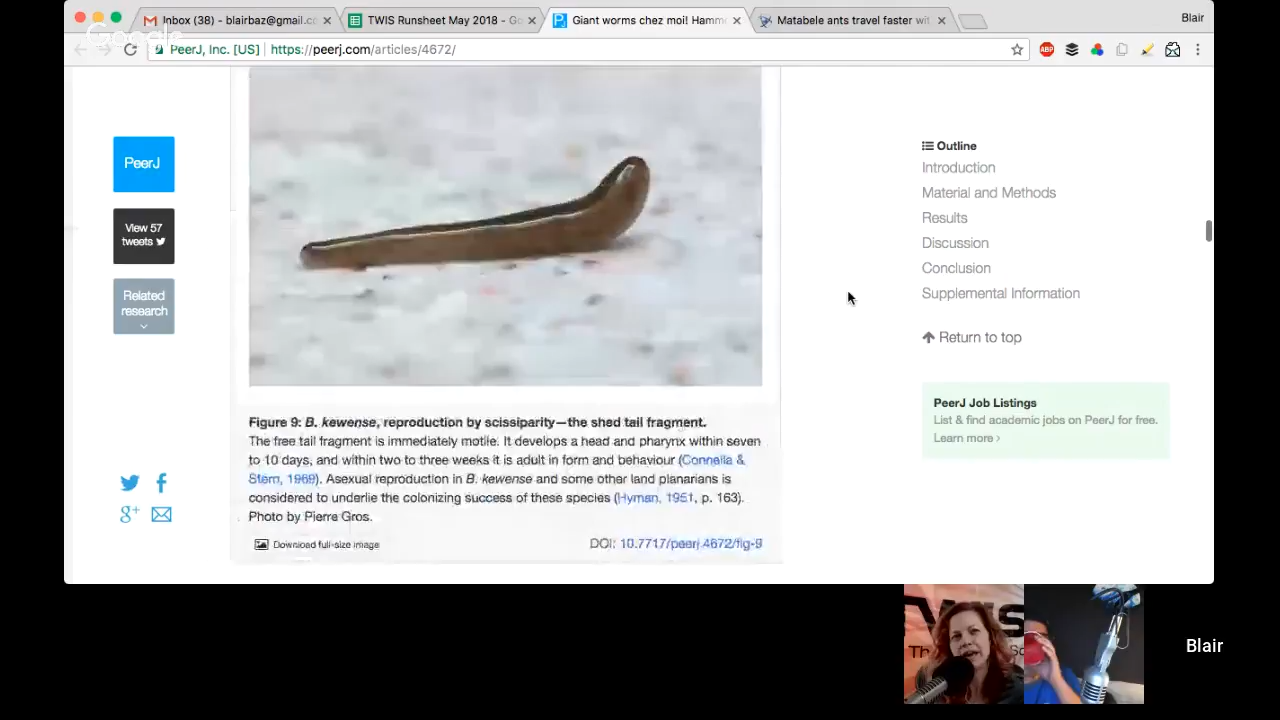 Inbox (38) - blairbaz@gmail.co
TWIS Runsheet May 2018 - Go
Giant worms chez moi! Hamm
Matabele ants travel faster wit
Blair
Google
PeerJ, Inc. [US]
https://peerj.com/articles/4672/
ABP
PeerJ
View 57
tweets
Related
research
Outline
Introduction
Material and Methods
Results
Discussion
Conclusion
Supplemental Information
Return to top
PeerJ Job Listings
List & find academic jobs on PeerJ for free.
Learn more ›
Figure 9: B. kewense, reproduction by scissiparity—the shed tail fragment.
The free tail fragment is immediately motile. It develops a head and pharynx within seven
to 10 days, and within two to three weeks it is adult in form and behaviour (Connella &
Stern, 1969). Asexual reproduction in B. kewense and some other land planarians is
considered to underlie the colonizing success of these species (Hyman, 1951, p. 163).
Photo by Pierre Gros.
Download full-size image
DOI: 10.7717/peerj.4672/fig-9
g+
Th
Sc
Blair